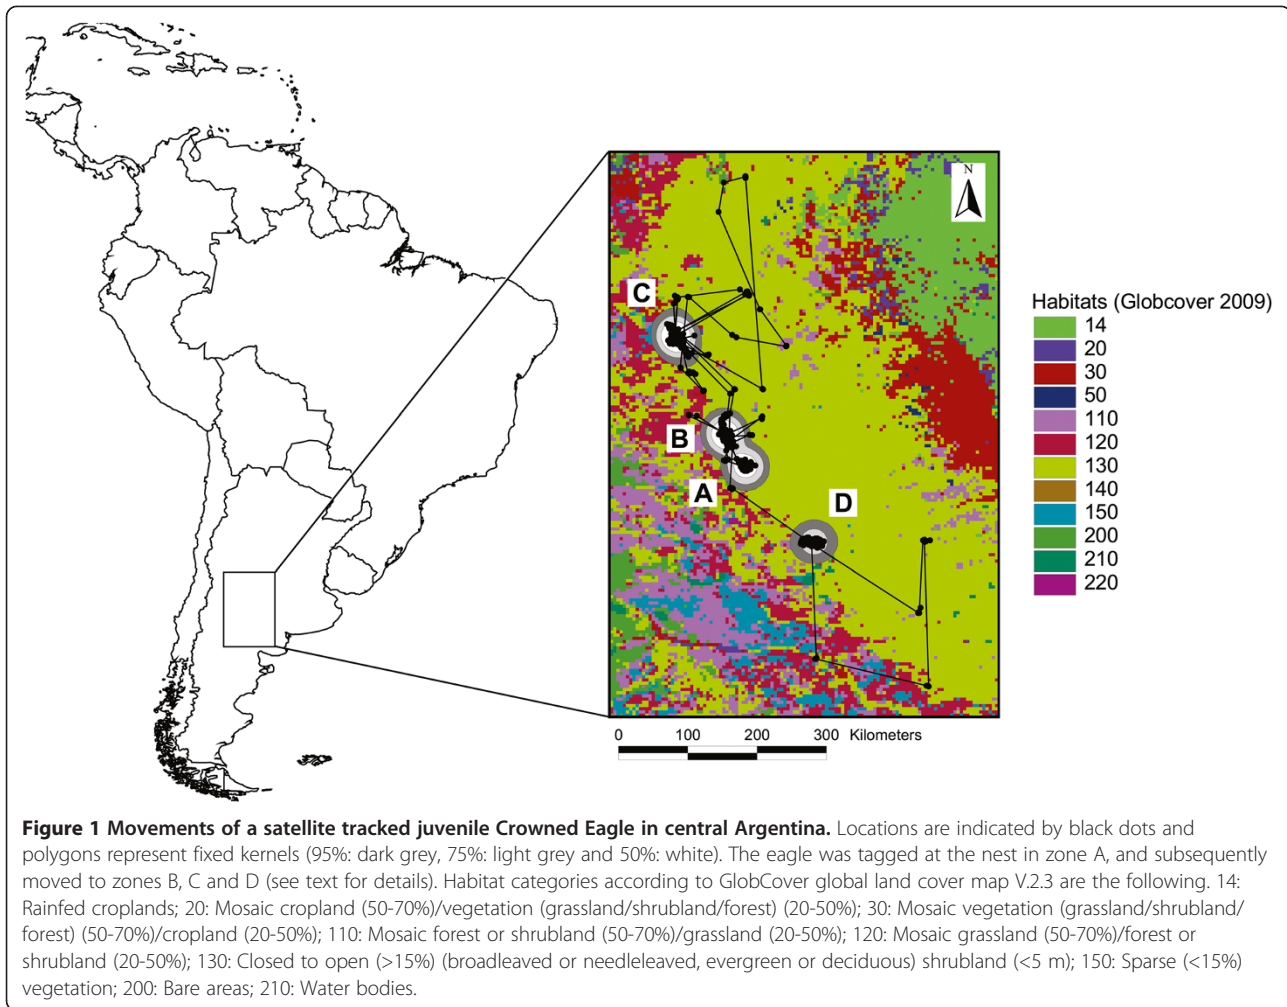 N
C
B
A
D
Habitats (Globcover 2009)
14
20
30
50
110
120
130
140
150
200
210
220
0 100 200 300 Kilometers
Figure 1 Movements of a satellite tracked juvenile Crowned Eagle in central Argentina. Locations are indicated by black dots and
polygons represent fixed kernels (95%: dark grey, 75%: light grey and 50%: white). The eagle was tagged at the nest in zone A, and subsequently
moved to zones B, C and D (see text for details). Habitat categories according to GlobCover global land cover map V.2.3 are the following. 14:
Rainfed croplands; 20: Mosaic cropland (50-70%)/vegetation (grassland/shrubland/forest) (20-50%); 30: Mosaic vegetation (grassland/shrubland/
forest) (50-70%)/cropland (20-50%); 110: Mosaic forest or shrubland (50-70%)/grassland (20-50%); 120: Mosaic grassland (50-70%)/forest or
shrubland (20-50%); 130: Closed to open (>15%) (broadleaved or needleleaved, evergreen or deciduous) shrubland (<5 m); 150: Sparse (<15%)
vegetation; 200: Bare areas; 210: Water bodies.